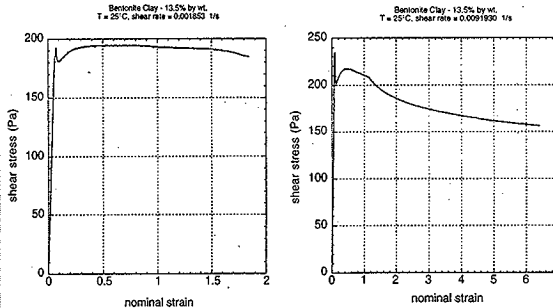 Bentonite Clay - 13.5% by wt.
T = 25°C, shear rate = 0.001853 1/s
200
150
100
50
0
shear stress (Pa)
0
0.5
1
1.5
2
nominal strain
Bentonite Clay - 13.5% by wt.
T = 25°C, shear rate = 0.0091930 1/s
250
200
150
100
50
0
shear stress (Pa)
0
1
2
3
4
5
6
nominal strain